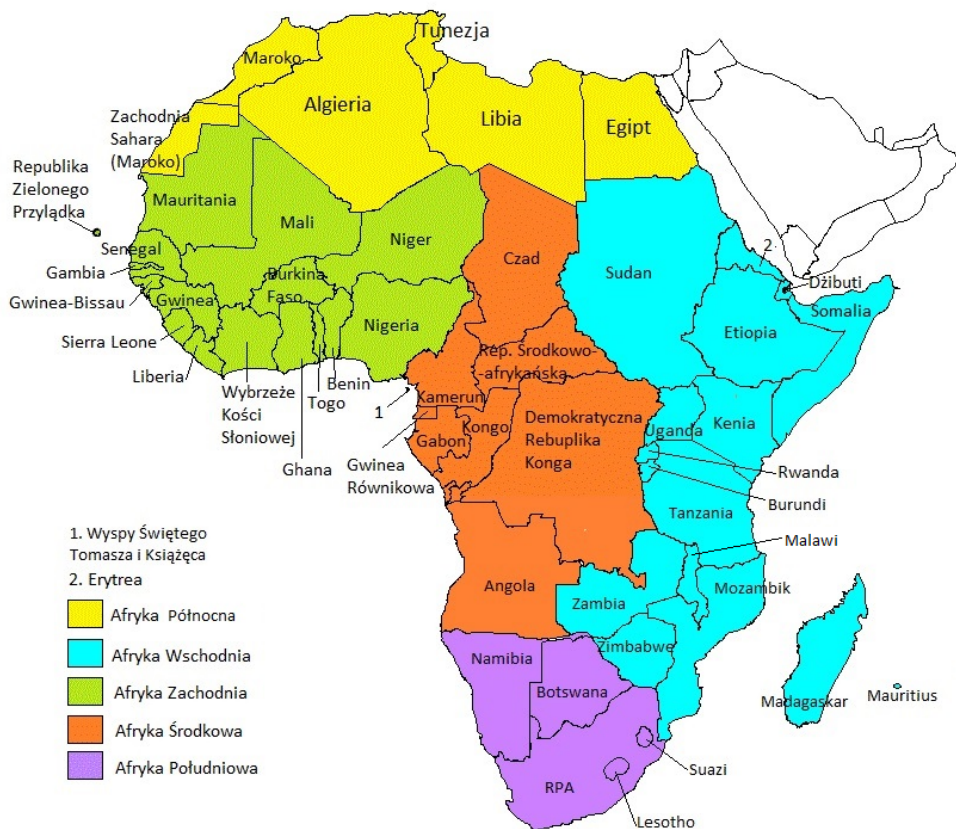 Tunezja
Maroko
Algieria
Libia
Egipt
Zachodnia
Sahara
(Maroko)
Republika
Zielonego
Przylądka
Mauritania
Mali
Niger
Czad
Sudan
2
Dżibuti
Somalia
Senegal
Gambia
Gwinea-Bissau
Gwinea
Burkina
Faso
Nigeria
Etiopia
Sierra Leone
Liberia
Wybrzeże
Kości
Słoniowej
Ghana
Togo
Benin
1
Rep. Środkowo-
-afrykańska
Kamerun
Gwinea
Równikowa
Gabon
Kongo
Demokratyczna
Rebuplika
Konga
Uganda
Kenia
Rwanda
Burundi
Tanzania
Malawi
Angola
Zambia
Mozambik
Zimbabwe
Madagaskar
Mauritius
Namibia
Botswana
RPA
Suazi
Lesotho
1. Wyspy Świętego
Tomasza i Książęca
2. Erytrea
Afryka Północna
Afryka Wschodnia
Afryka Zachodnia
Afryka Środkowa
Afryka Południowa